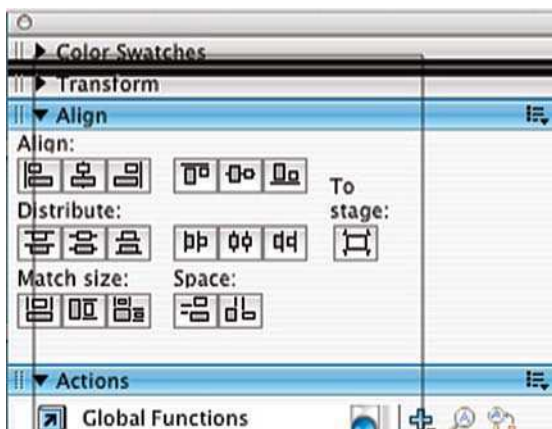 Color Swatches
Transform
Align
Align:
To stage:
Distribute:
Match size:
Space:
Actions
Global Functions